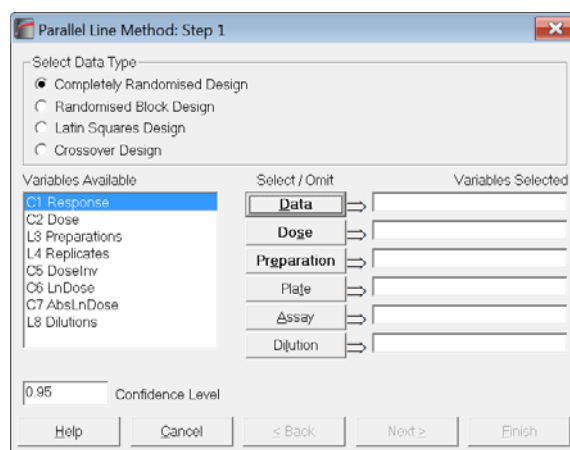 Parallel Line Method: Step 1
Select Data Type
Completely Randomised Design
Randomised Block Design
Latin Squares Design
Crossover Design
Variables Available
Select / Omit
Variables Selected
C1 Response
C2 Dose
L3 Preparations
L4 Replicates
C5 DoseInv
C6 LnDose
C7 AbsLnDose
L8 Dilutions
Data
Dose
Preparation
Plate
Assay
Dilution
0.95 Confidence Level
Help Cancel < Back Next > Finish